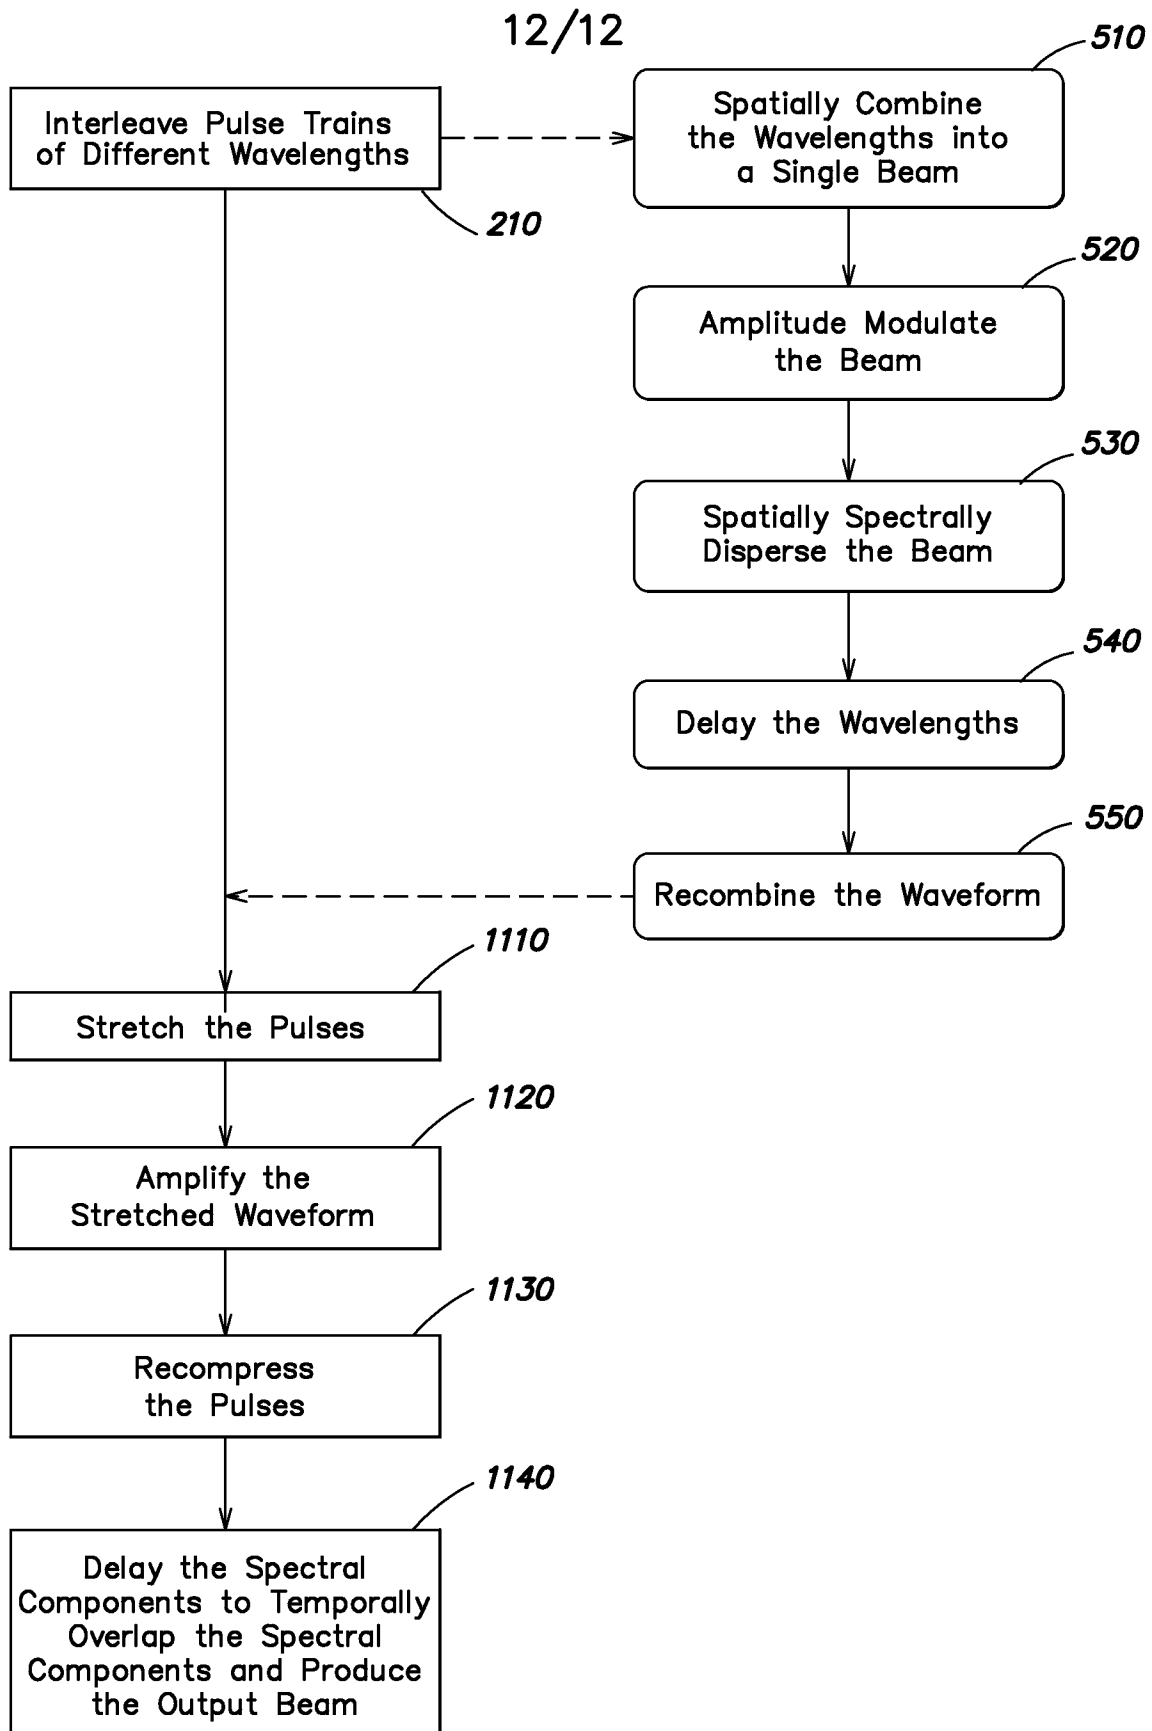 12/12
510
Interleave Pulse Trains
of Different Wavelengths
210
Spatially Combine
the Wavelengths into
a Single Beam
520
Amplitude Modulate
the Beam
530
Spatially Spectrally
Disperse the Beam
540
Delay the Wavelengths
550
Recombine the Waveform
1110
Stretch the Pulses
1120
Amplify the
Stretched Waveform
1130
Recompress
the Pulses
1140
Delay the Spectral
Components to Temporally
Overlap the Spectral
Components and Produce
the Output Beam